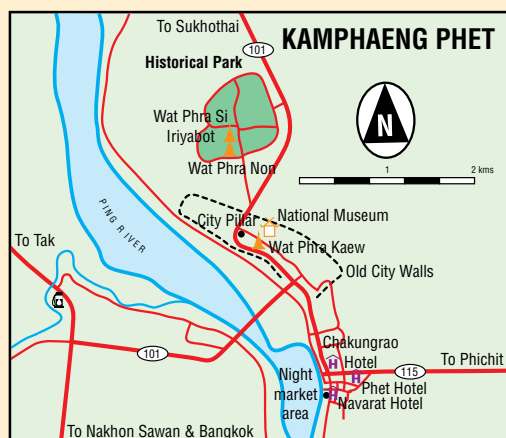 To Sukhothai
101
KAMPHAENG PHET
Historical Park
N
Wat Phra Si
Iriyabot
Wat Phra Non
1
2 kms
PING RIVER
City Pillar
National Museum
To Tak
Wat Phra Kaew
Old City Walls
Chakungrao
Hotel
H
101
To Phichit
115
Night
market
area
H
Phet Hotel
H
Navarat Hotel
To Nakhon Sawan & Bangkok